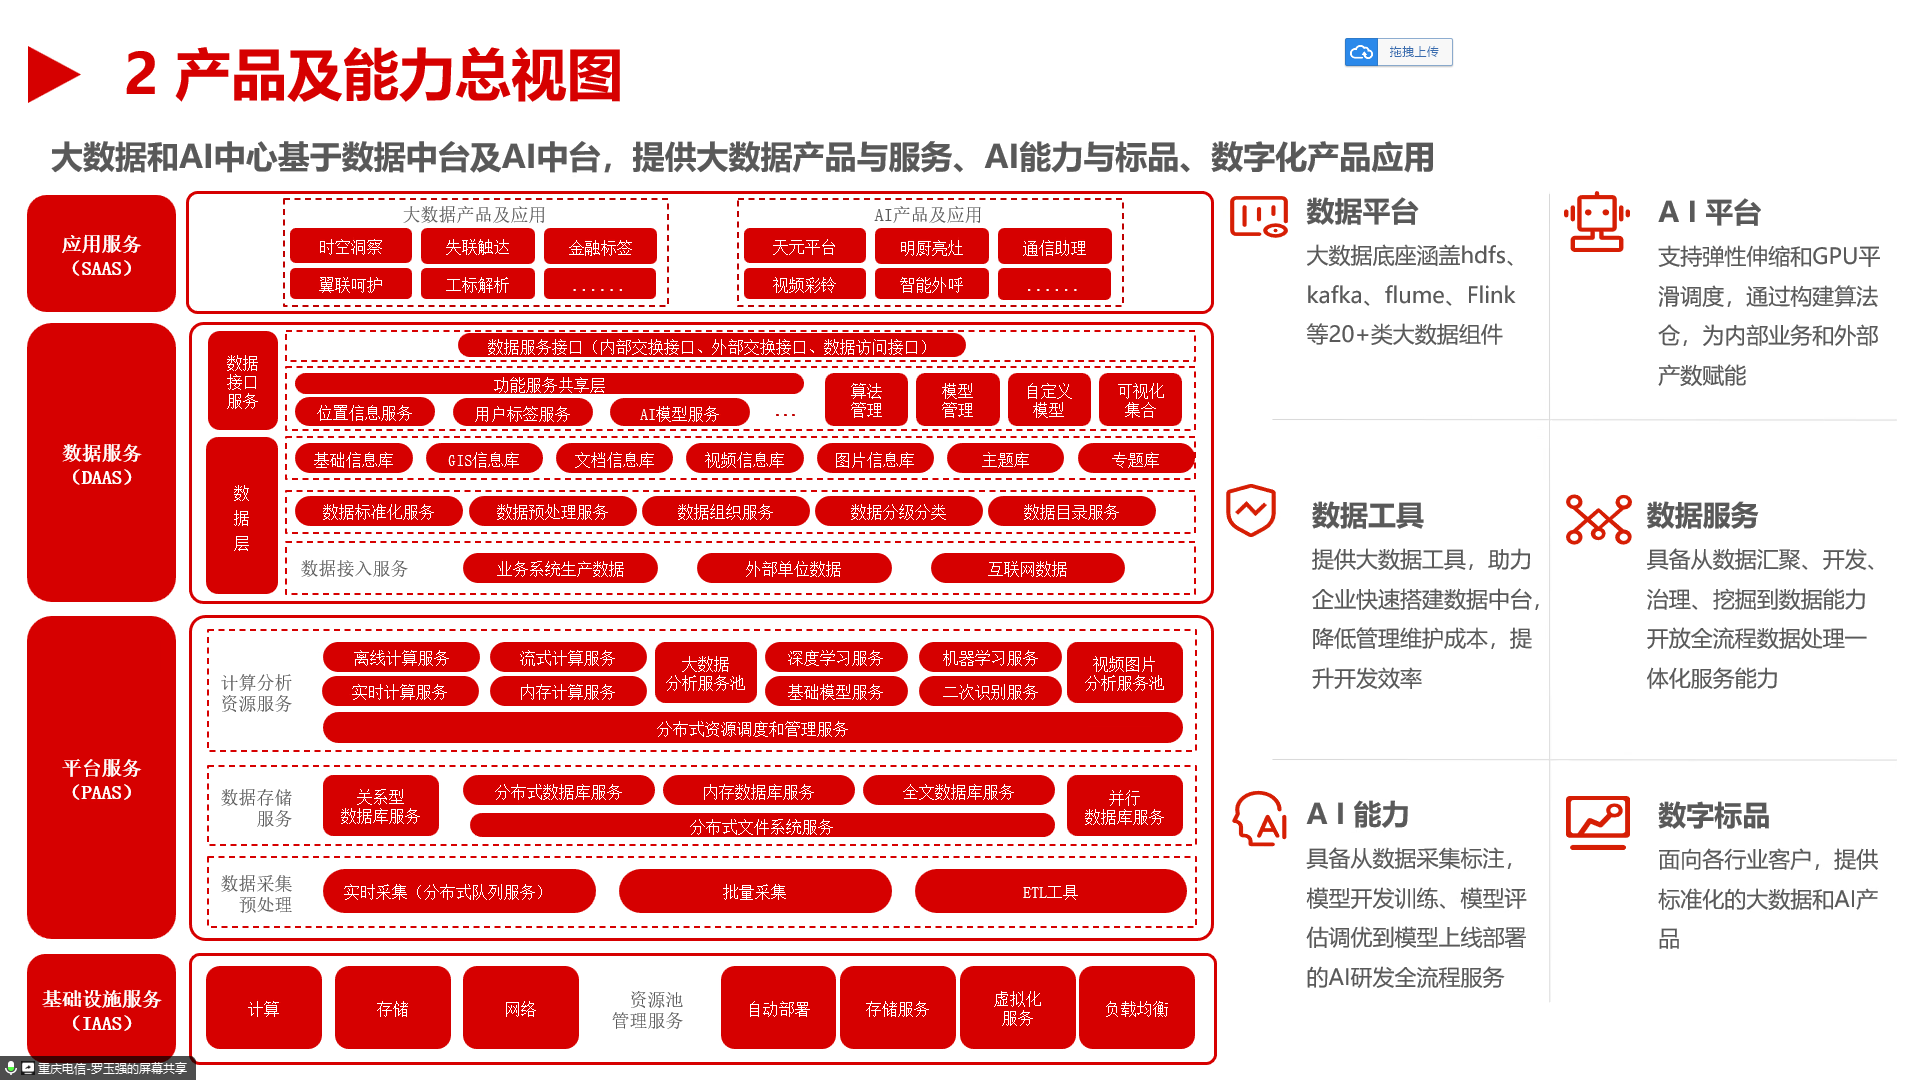 2 产品及能力总视图
拖拽上传
大数据和AI中心基于数据中台及AI中台，提供大数据产品与服务、AI能力与标品、数字化产品应用
应用服务
（SAAS）
大数据产品及应用
时空洞察
失联触达
金融标签
翼联呵护
工标解析
......
AI产品及应用
天元平台
明厨亮灶
通信助理
视频彩铃
智能外呼
......
数据服务
（DAAS）
数据
接口
服务
数据服务接口（内部交换接口、外部交换接口、数据访问接口）
功能服务共享层
位置信息服务
用户标签服务
AI模型服务
...
算法
管理
模型
管理
自定义
模型
可视化
集合
数
据
层
基础信息库
GIS信息库
文档信息库
视频信息库
图片信息库
主题库
专题库
数据标准化服务
数据预处理服务
数据组织服务
数据分级分类
数据目录服务
数据接入服务
业务系统生产数据
外部单位数据
互联网数据
平台服务
（PAAS）
计算分析
资源服务
离线计算服务
流式计算服务
大数据
分析服务池
深度学习服务
机器学习服务
视频图片
分析服务池
实时计算服务
内存计算服务
基础模型服务
二次识别服务
分布式资源调度和管理服务
数据存储
服务
关系型
数据库服务
分布式数据库服务
内存数据库服务
全文数据库服务
并行
数据库服务
分布式文件系统服务
数据采集
预处理
实时采集（分布式队列服务）
批量采集
ETL工具
基础设施服务
（IAAS）
计算
存储
网络
资源池
管理服务
自动部署
存储服务
虚拟化
服务
负载均衡
数据平台
大数据底座涵盖hdfs、
kafka、flume、Flink
等20+类大数据组件
AI平台
支持弹性伸缩和GPU平
滑调度，通过构建算法
仓，为内部业务和外部
产数赋能
数据工具
提供大数据工具，助力
企业快速搭建数据中台，
降低管理维护成本，提
升开发效率
数据服务
具备从数据汇聚、开发、
治理、挖掘到数据能力
开放全流程数据处理一
体化服务能力
AI能力
具备从数据采集标注，
模型开发训练、模型评
估调优到模型上线部署
的AI研发全流程服务
数字标品
面向各行业客户，提供
标准化的大数据和AI产
品
AI
重庆电信-罗玉强的屏幕共享